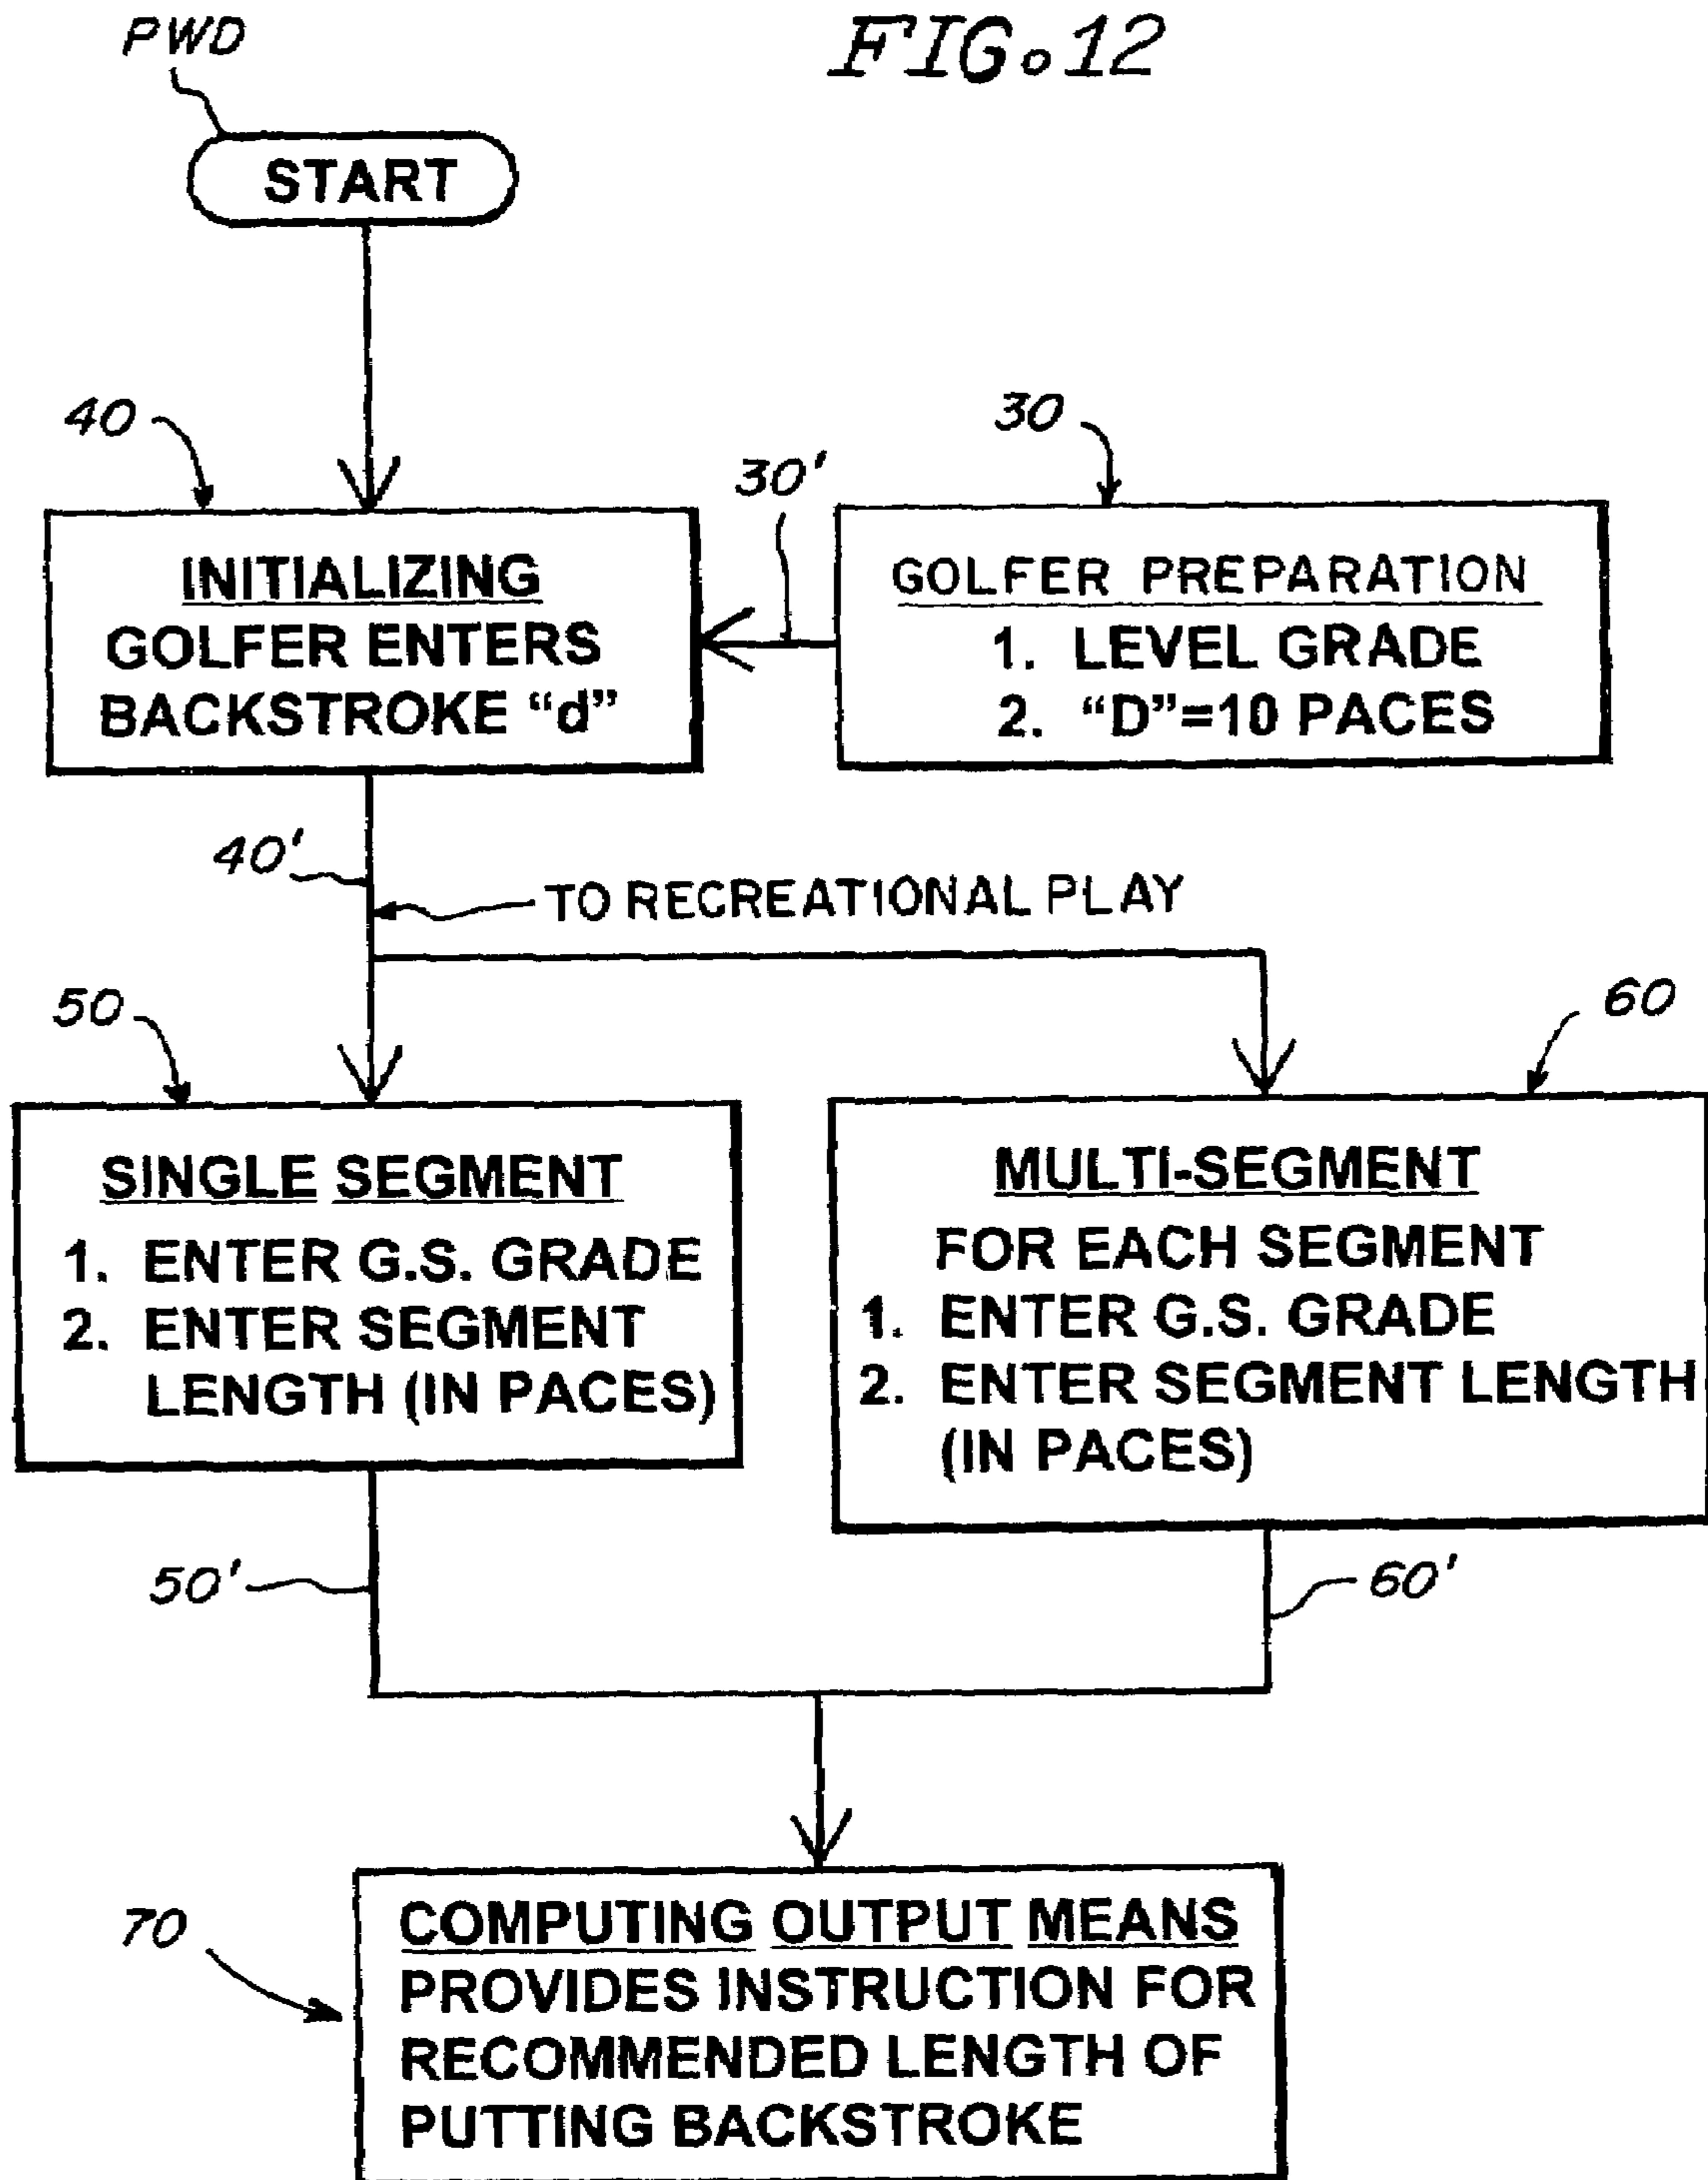 FIG. 12
PWD
START
40
30
30'
INITIALIZING
GOLFER ENTERS
BACKSTROKE “d”
GOLFER PREPARATION
1. LEVEL GRADE
2. “D”=10 PACES
40'
TO RECREATIONAL PLAY
50
60
SINGLE SEGMENT
1. ENTER G.S. GRADE
2. ENTER SEGMENT
LENGTH (IN PACES)
MULTI-SEGMENT
FOR EACH SEGMENT
1. ENTER G.S. GRADE
2. ENTER SEGMENT LENGTH
(IN PACES)
50'
60'
70
COMPUTING OUTPUT MEANS
PROVIDES INSTRUCTION FOR
RECOMMENDED LENGTH OF
PUTTING BACKSTROKE